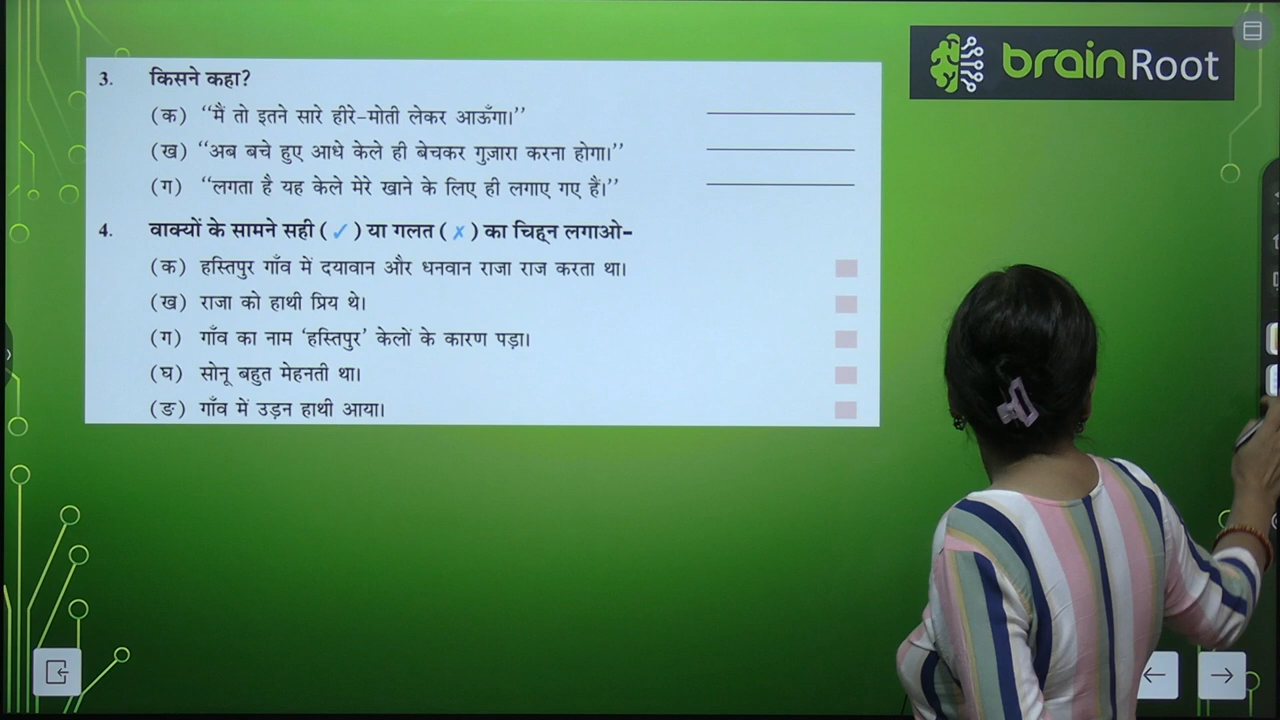 brainRoot
3. किसने कहा?
(क) “मैं तो इतने सारे हीरे-मोती लेकर आऊँगा।”
(ख) “अब बचे हुए आधे केले ही बेचकर गुज़ारा करना होगा।”
(ग) “लगता है यह केले मेरे खाने के लिए ही लगाए गए हैं।”
4. वाक्यों के सामने सही (✓) या गलत (✗) का चिह्न लगाओ-
(क) हस्तिपुर गाँव में दयावान और धनवान राजा राज करता था।
(ख) राजा को हाथी प्रिय थे।
(ग) गाँव का नाम ‘हस्तिपुर’ केलों के कारण पड़ा।
(घ) सोनू बहुत मेहनती था।
(ङ) गाँव में उड़न हाथी आया।